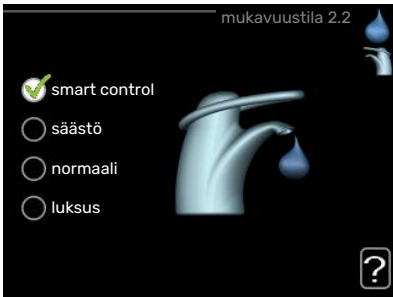 mukavuustila 2.2
smart control
säästö
normaali
luksus
?